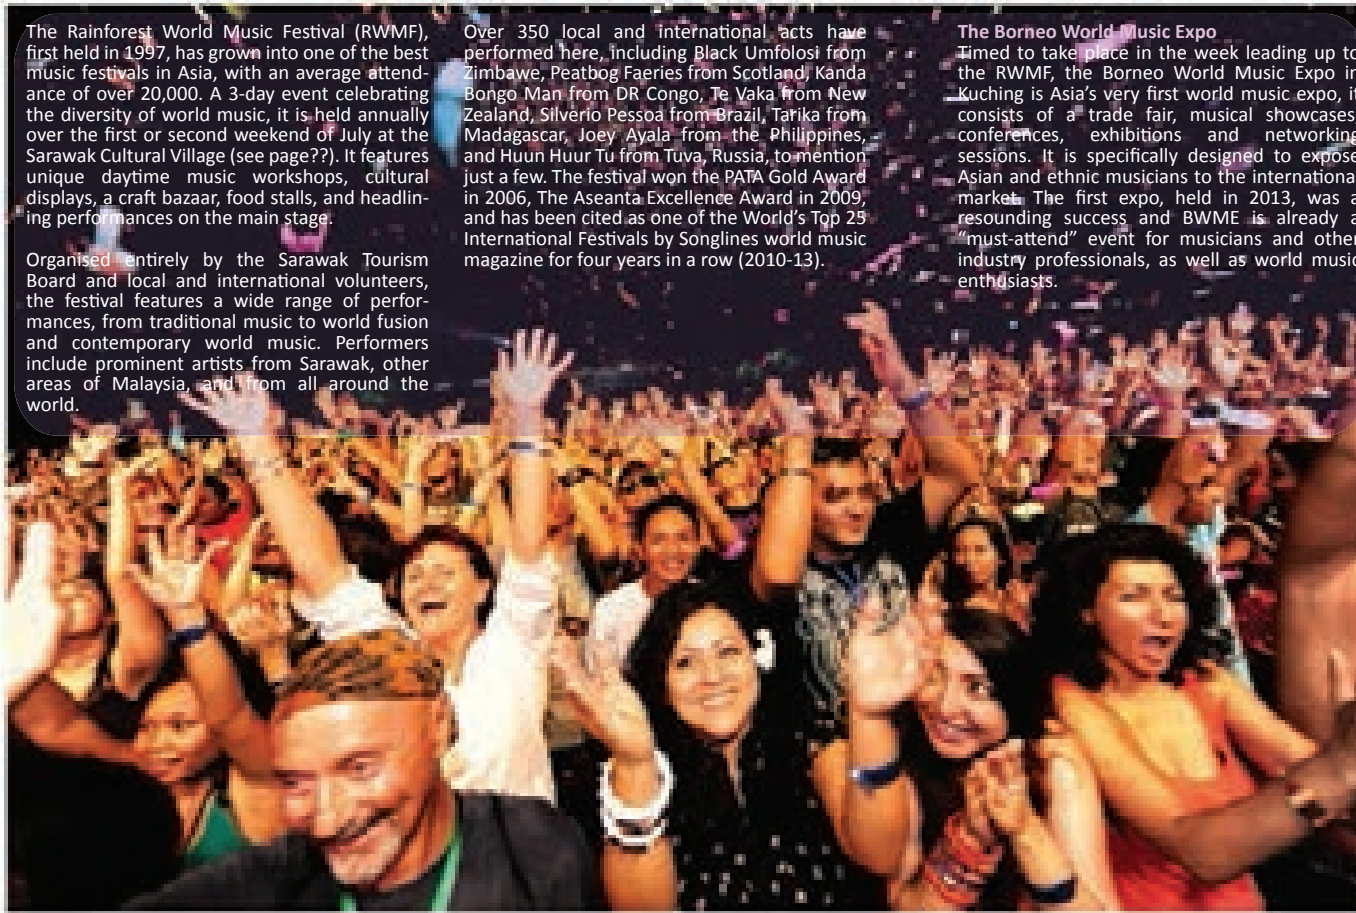 The Rainforest World Music Festival (RWMF),
first held in 1997, has grown into one of the best
music festivals in Asia, with an average attend-
ance of over 20,000. A 3-day event celebrating
the diversity of world music, it is held annually
over the first or second weekend of July at the
Sarawak Cultural Village (see page??). It features
unique daytime music workshops, cultural
displays, a craft bazaar, food stalls, and headlin-
ing performances on the main stage.

Organised entirely by the Sarawak Tourism
Board and local and international volunteers,
the festival features a wide range of perfor-
mances, from traditional music to world fusion
and contemporary world music. Performers
include prominent artists from Sarawak, other
areas of Malaysia, and from all around the
world.

Over 350 local and international acts have
performed here, including Black Umfolosi from
Zimbawe, Peatbog Faeries from Scotland, Kanda
Bongo Man from DR Congo, Te Vaka from New
Zealand, Silverio Pessoa from Brazil, Tarika from
Madagascar, Joey Ayala from the Philippines,
and Huun Huur Tu from Tuva, Russia, to mention
just a few. The festival won the PATA Gold Award
in 2006, The Aseanta Excellence Award in 2009,
and has been cited as one of the World's Top 25
International Festivals by Songlines world music
magazine for four years in a row (2010-13).

The Borneo World Music Expo
Timed to take place in the week leading up to
the RWMF, the Borneo World Music Expo in
Kuching is Asia's very first world music expo, it
consists of a trade fair, musical showcases,
conferences, exhibitions and networking
sessions. It is specifically designed to expose
Asian and ethnic musicians to the international
market. The first expo, held in 2013, was a
resounding success and BWME is already a
"must-attend" event for musicians and other
industry professionals, as well as world music
enthusiasts.